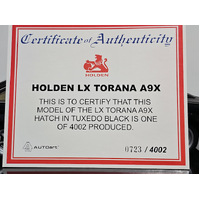 Certificate of Authenticity
HOLDEN
HOLDEN LX TORANA A9X
THIS IS TO CERTIFY THAT THIS
MODEL OF THE LX TORANA A9X
HATCH IN TUXEDO BLACK IS ONE
OF 4002 PRODUCED.
AUTOart
0723 / 4002